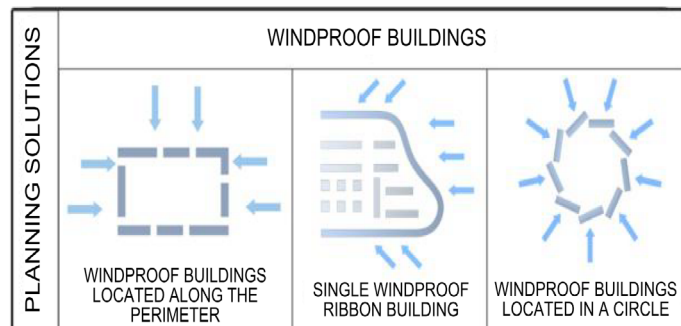 PLANNING SOLUTIONS
WINDPROOF BUILDINGS
WINDPROOF BUILDINGS
LOCATED ALONG THE
PERIMETER
SINGLE WINDPROOF
RIBBON BUILDING
WINDPROOF BUILDINGS
LOCATED IN A CIRCLE